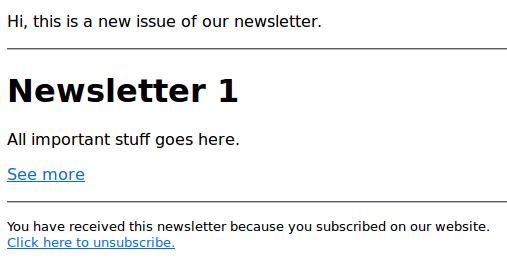 Hi, this is a new issue of our newsletter.
Newsletter 1
All important stuff goes here.
See more
You have received this newsletter because you subscribed on our website.
Click here to unsubscribe.